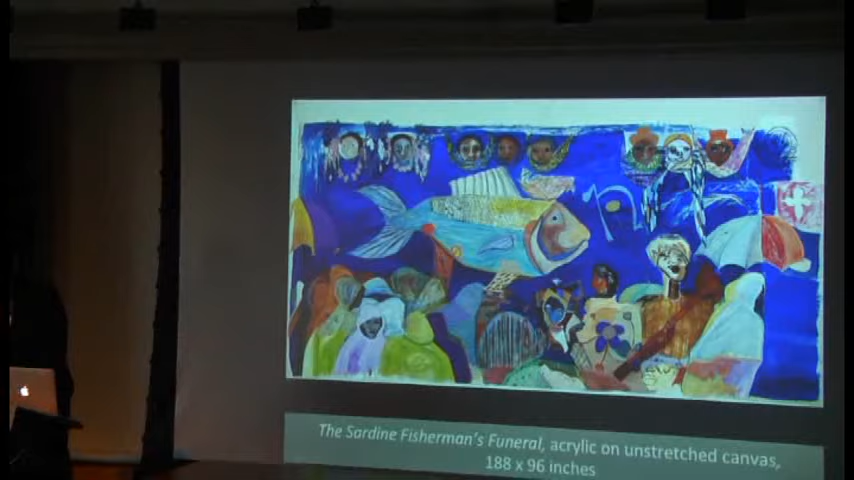 The Sardine Fisherman's Funeral, acrylic on unstretched canvas,
188 x 96 inches